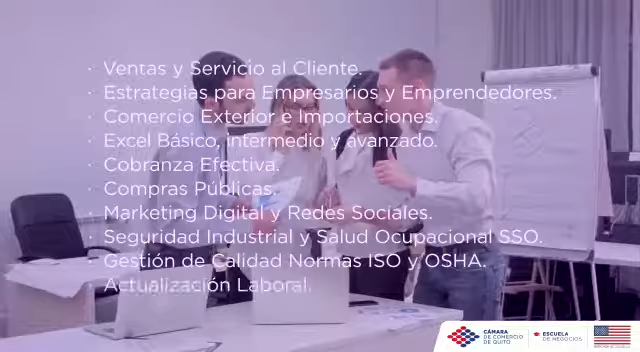 · Ventas y Servicio al Cliente.
· Estrategias para Empresarios y Emprendedores.
· Comercio Exterior e Importaciones.
· Excel Básico, intermedio y avanzado.
· Cobranza Efectiva.
· Compras Públicas.
· Marketing Digital y Redes Sociales.
· Seguridad Industrial y Salud Ocupacional SSO.
· Gestión de Calidad Normas ISO y OSHA.
· Actualización Laboral.
CÁMARA
DE COMERCIO
DE QUITO
ESCUELA
DE NEGOCIOS